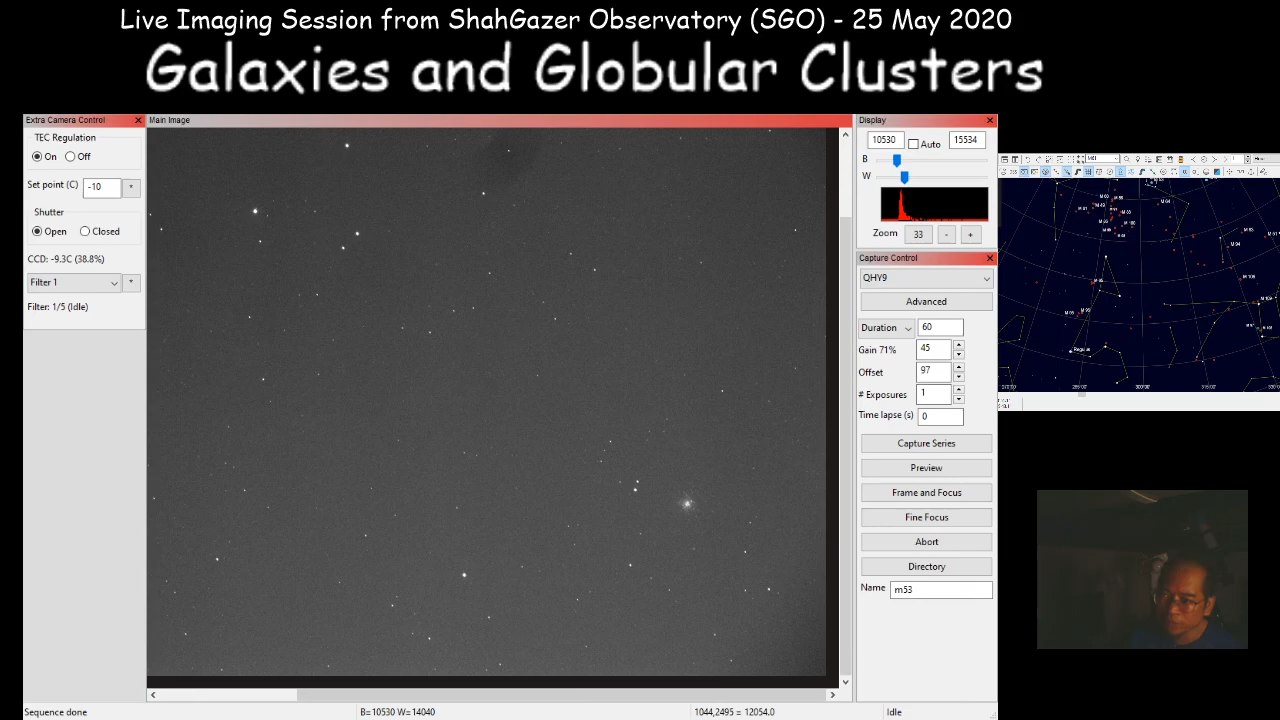 Live Imaging Session from ShahGazer Observatory (SGO) - 25 May 2020
Galaxies and Globular Clusters
Extra Camera Control
TEC Regulation
On Off
Set point (C) -10 *
Shutter
Open Closed
CCD: -9.3C (38.8%)
Filter 1 *
Filter: 1/5 (Idle)
Main Image
Display
10530 Auto 15534
B
W
Zoom 33 - +
Capture Control
QHY9
Advanced
Duration 60
Gain 71% 45
Offset 97
# Exposures 1
Time lapse (s) 0
Capture Series
Preview
Frame and Focus
Fine Focus
Abort
Directory
Name m53
Regulus
Sequence done
B=10530 W=14040
1044,2495 = 12054.0
Idle